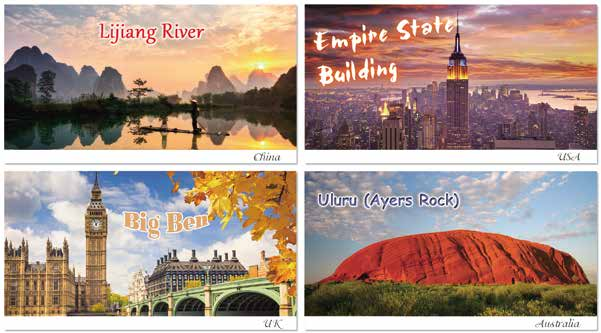 Lijiang River
China
Empire State
Building
USA
Big Ben
UK
Uluru (Ayers Rock)
Australia